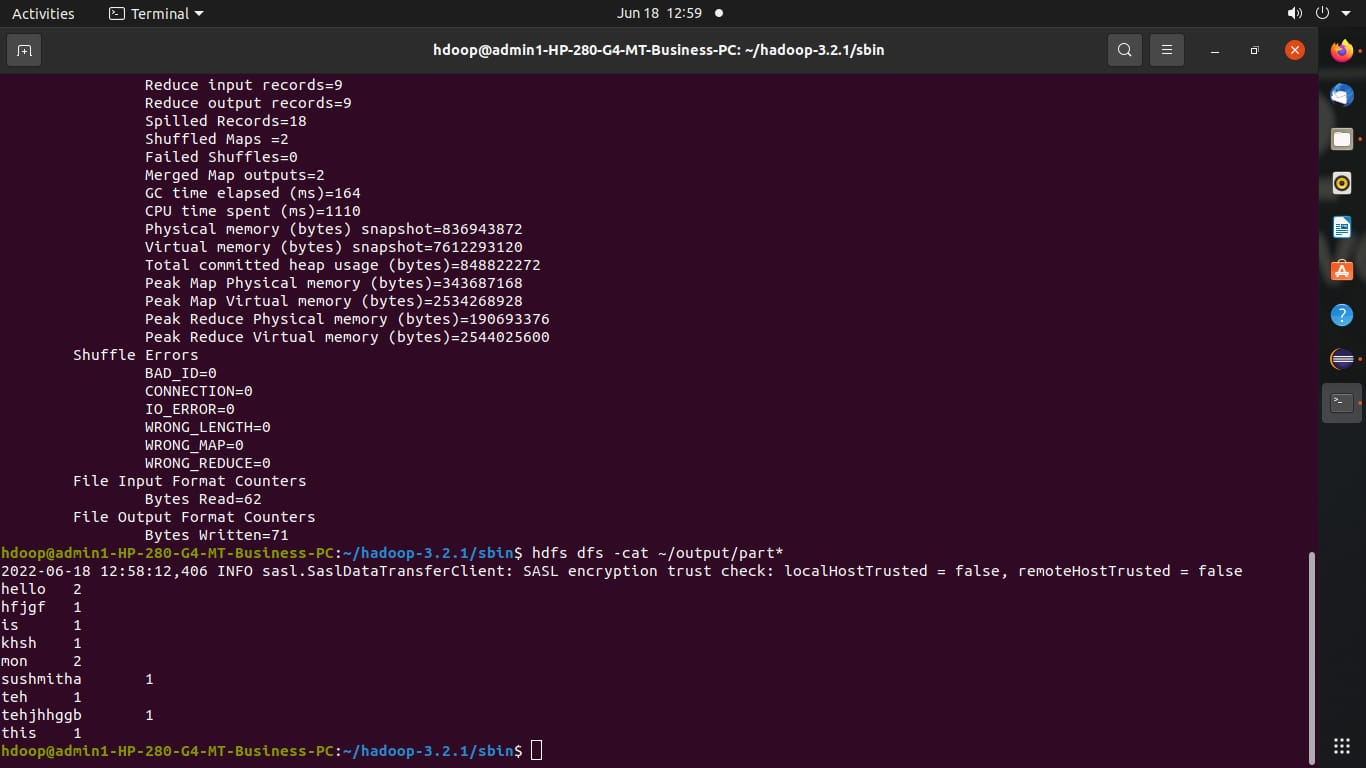 Activities Terminal Jun 18 12:59
hdoop@admin1-HP-280-G4-MT-Business-PC: ~/hadoop-3.2.1/sbin
Reduce input records=9
Reduce output records=9
Spilled Records=18
Shuffled Maps =2
Failed Shuffles=0
Merged Map outputs=2
GC time elapsed (ms)=164
CPU time spent (ms)=1110
Physical memory (bytes) snapshot=836943872
Virtual memory (bytes) snapshot=7612293120
Total committed heap usage (bytes)=848822272
Peak Map Physical memory (bytes)=343687168
Peak Map Virtual memory (bytes)=2534268928
Peak Reduce Physical memory (bytes)=190693376
Peak Reduce Virtual memory (bytes)=2544025600
Shuffle Errors
BAD_ID=0
CONNECTION=0
IO_ERROR=0
WRONG_LENGTH=0
WRONG_MAP=0
WRONG_REDUCE=0
File Input Format Counters
Bytes Read=62
File Output Format Counters
Bytes Written=71
hdoop@admin1-HP-280-G4-MT-Business-PC:~/hadoop-3.2.1/sbin$ hdfs dfs -cat ~/output/part*
2022-06-18 12:58:12,406 INFO sasl.SaslDataTransferClient: SASL encryption trust check: localHostTrusted = false, remoteHostTrusted = false
hello 2
hfjgf 1
is 1
khsh 1
mon 2
sushmitha 1
teh 1
tehjhhggb 1
this 1
hdoop@admin1-HP-280-G4-MT-Business-PC:~/hadoop-3.2.1/sbin$